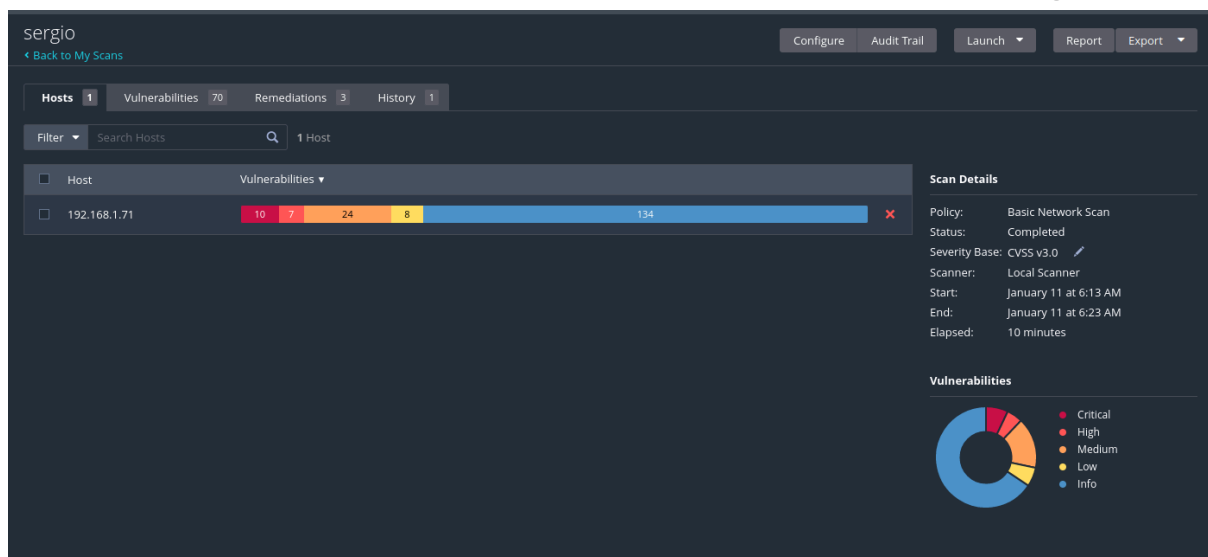 sergio
Back to My Scans
Configure Audit Trail Launch Report Export
Hosts 1 Vulnerabilities 70 Remediations 3 History 1
Filter Search Hosts 1 Host
Host Vulnerabilities
192.168.1.71 10 7 24 8 134
Scan Details
Policy: Basic Network Scan
Status: Completed
Severity Base: CVSS v3.0
Scanner: Local Scanner
Start: January 11 at 6:13 AM
End: January 11 at 6:23 AM
Elapsed: 10 minutes
Vulnerabilities
Critical
High
Medium
Low
Info